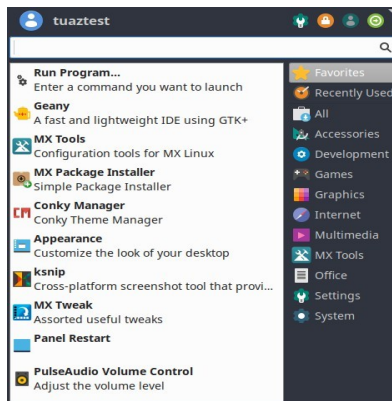 tuaztest
Run Program...
Enter a command you want to launch
Geany
A fast and lightweight IDE using GTK+
MX Tools
Configuration tools for MX Linux
MX Package Installer
Simple Package Installer
Conky Manager
Conky Theme Manager
Appearance
Customize the look of your desktop
ksnip
Cross-platform screenshot tool that provi...
MX Tweak
Assorted useful tweaks
Panel Restart
PulseAudio Volume Control
Adjust the volume level
Favorites
Recently Used
All
Accessories
Development
Games
Graphics
Internet
Multimedia
MX Tools
Office
Settings
System